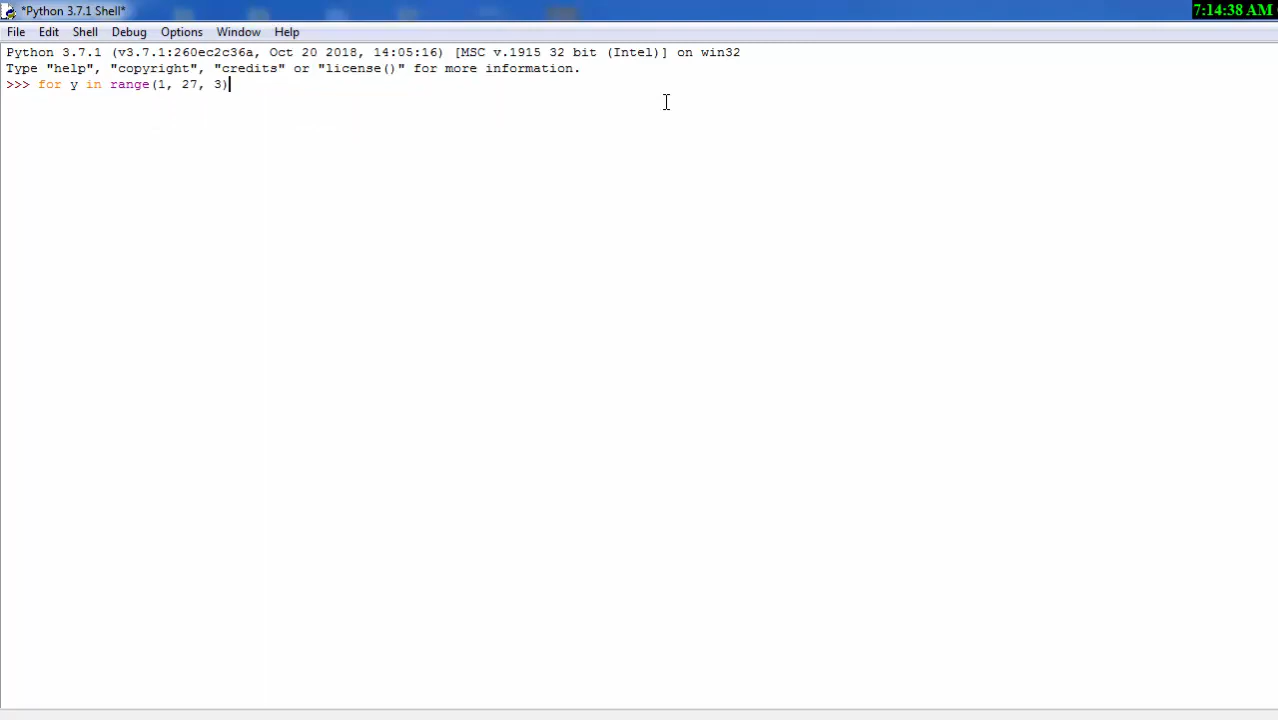 *Python 3.7.1 Shell*
7:14:38 AM
File Edit Shell Debug Options Window Help
Python 3.7.1 (v3.7.1:260ec2c36a, Oct 20 2018, 14:05:16) [MSC v.1915 32 bit (Intel)] on win32
Type "help", "copyright", "credits" or "license()" for more information.
>>> for y in range(1, 27, 3)